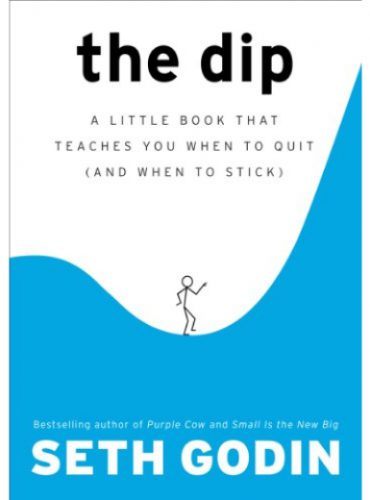 the dip
A LITTLE BOOK THAT
TEACHES YOU WHEN TO QUIT
(AND WHEN TO STICK)
Bestselling author of Purple Cow and Small Is the New Big
SETH GODIN